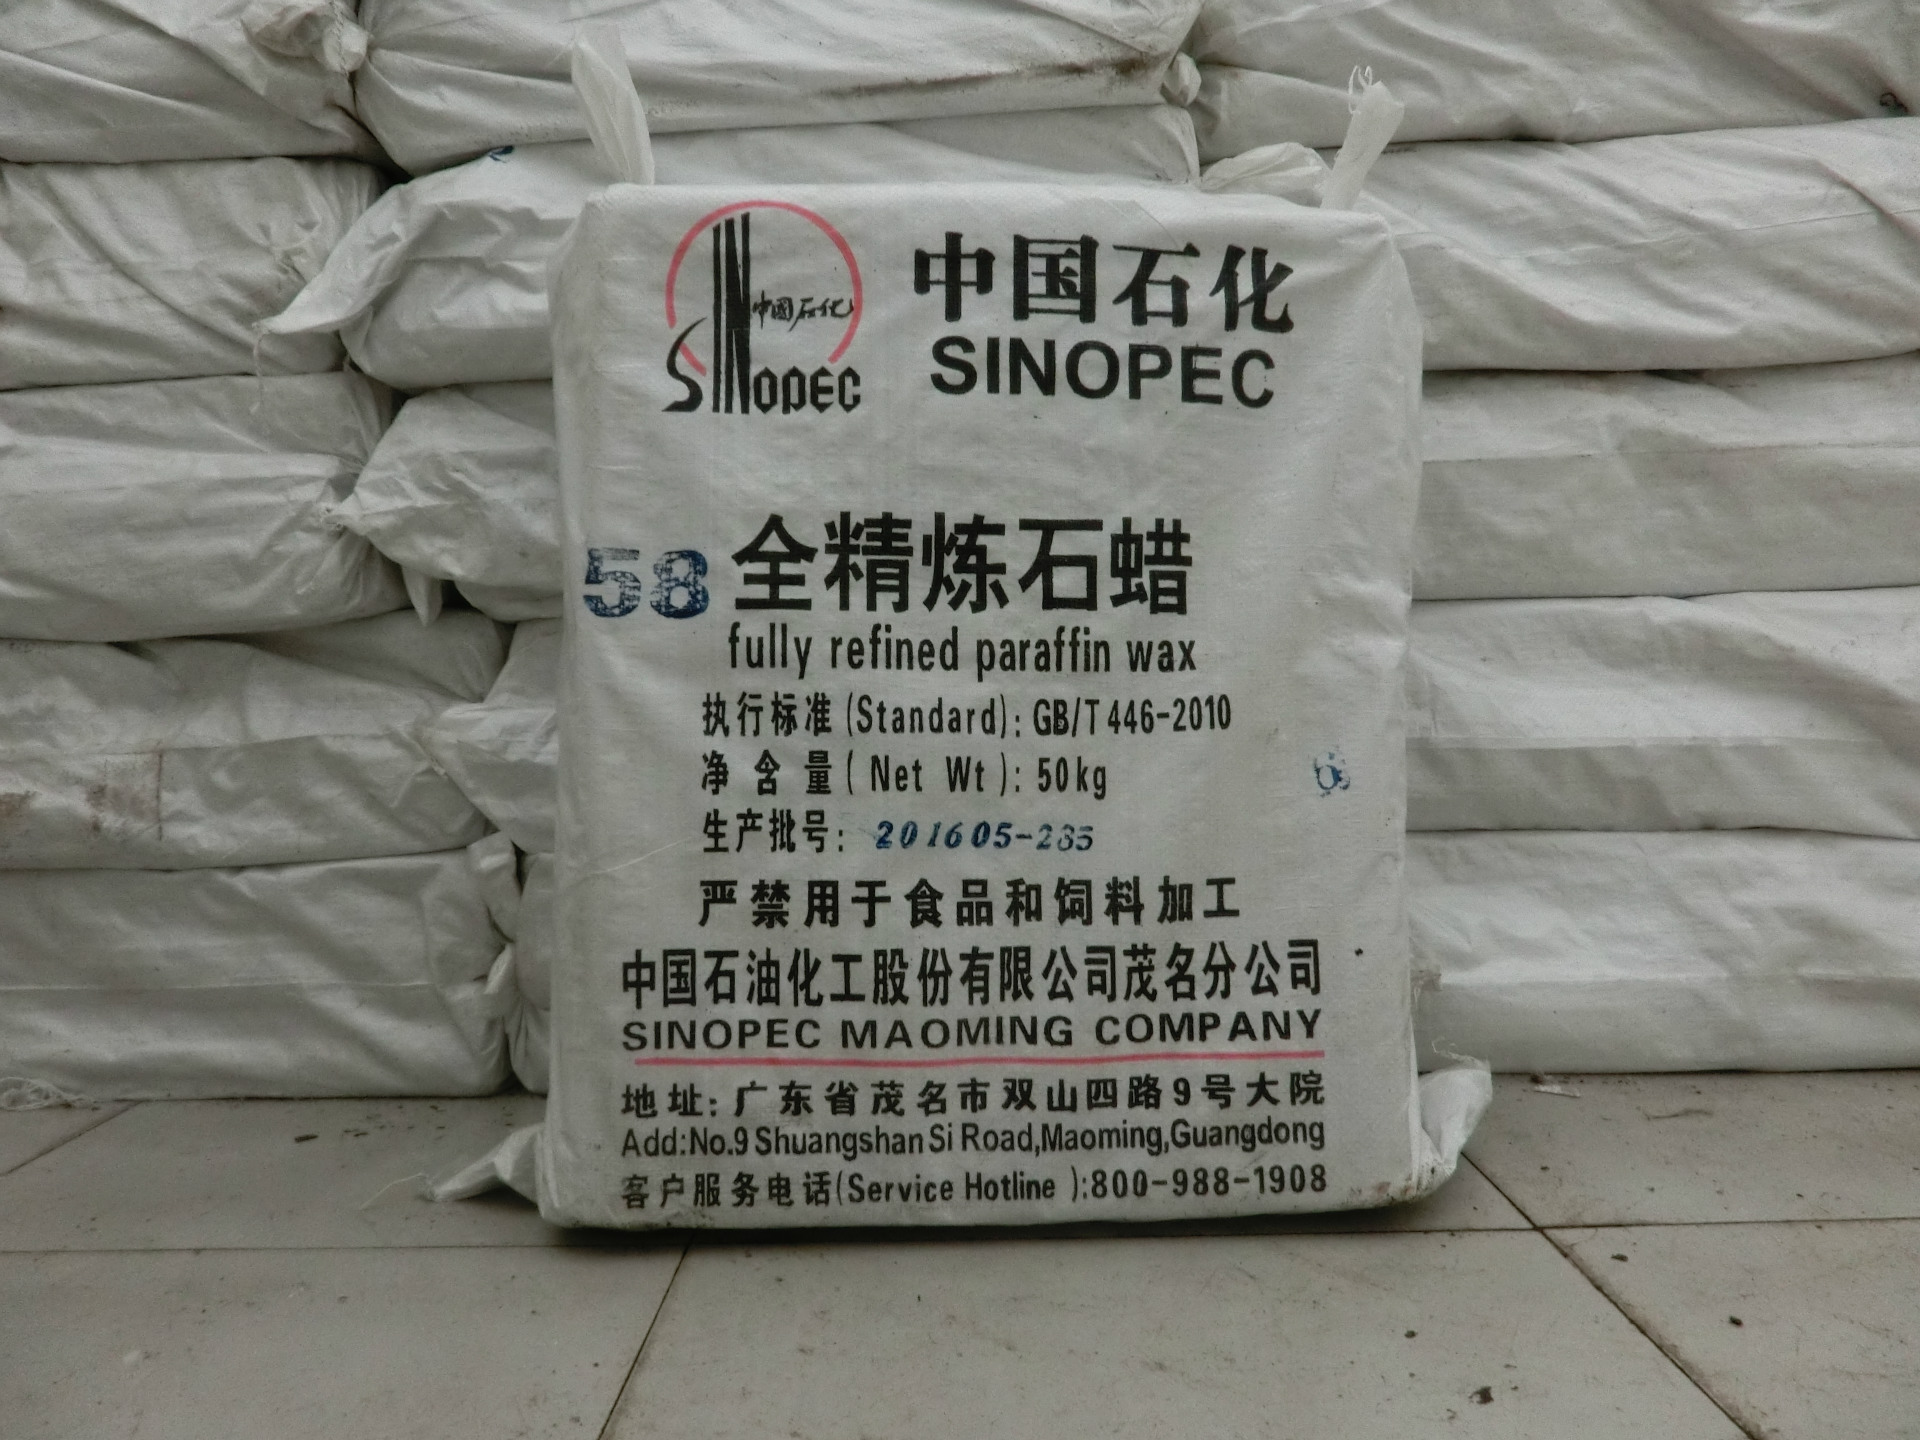 中国石化
SINOPEC
中国石化
SINOPEC
58 全精炼石蜡
fully refined paraffin wax
执行标准(Standard): GB/T 446-2010
净 含 量( Net Wt ): 50kg
生产批号: 201605-235
严禁用于食品和饲料加工
中国石油化工股份有限公司茂名分公司
SINOPEC MAOMING COMPANY
地址: 广东省茂名市双山四路9号大院
Add:No.9 Shuangshan Si Road,Maoming,Guangdong
客户服务电话(Service Hotline ):800-988-1908